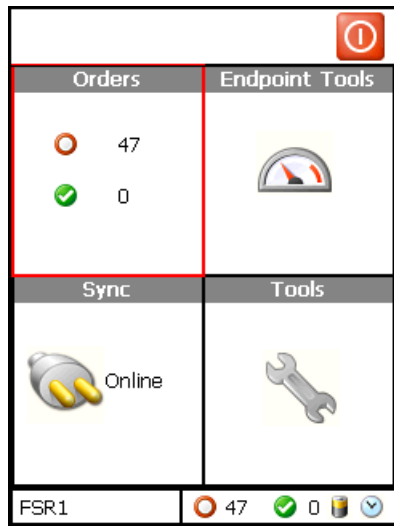 Orders
Endpoint Tools
47
0
Sync
Tools
Online
FSR1
47
0